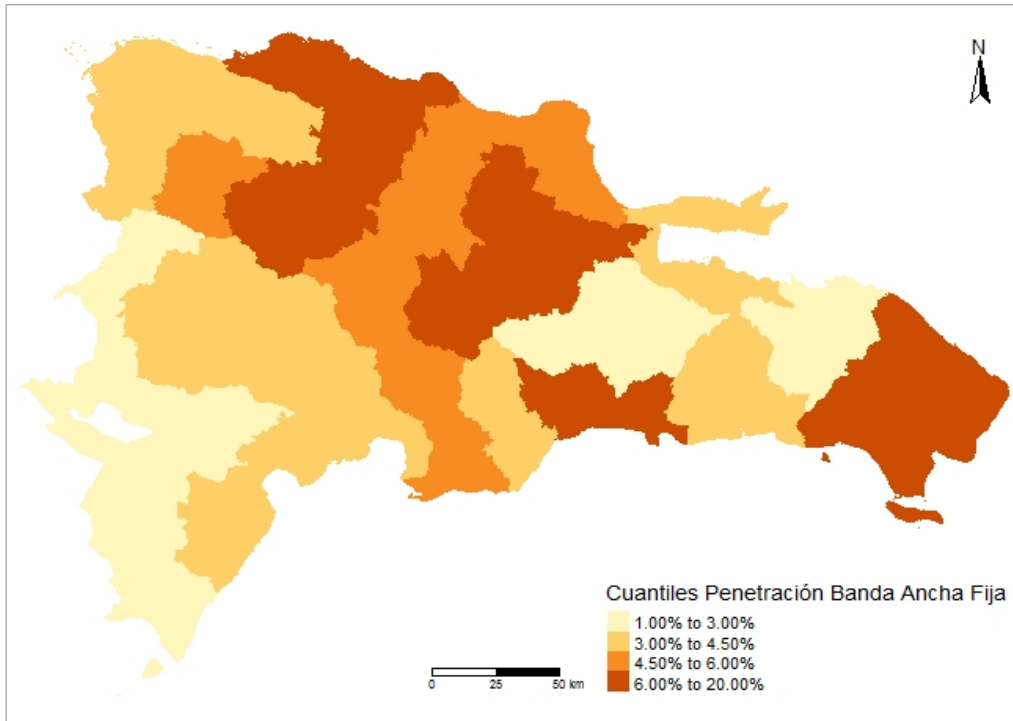 N
Cuantiles Penetración Banda Ancha Fija
1.00% to 3.00%
3.00% to 4.50%
4.50% to 6.00%
6.00% to 20.00%
0 25 50 km